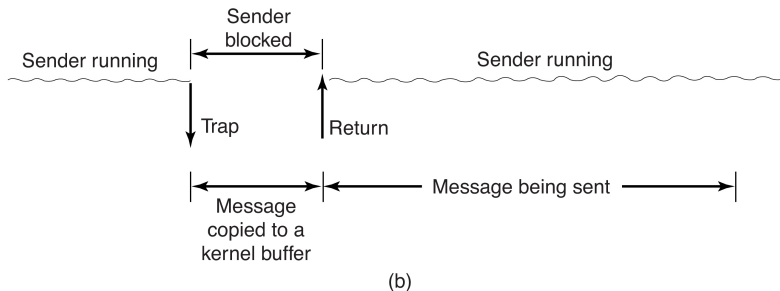 Sender
blocked
Sender running
Sender running
Trap
Return
Message
copied to a
kernel buffer
Message being sent
(b)